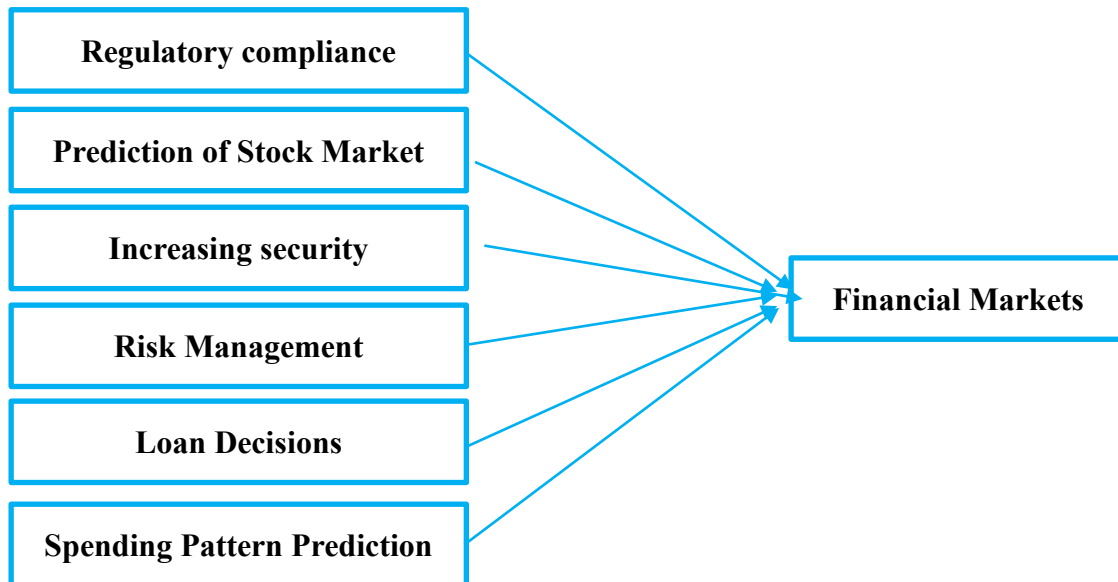 Regulatory compliance
Prediction of Stock Market
Increasing security
Risk Management
Loan Decisions
Spending Pattern Prediction
Financial Markets